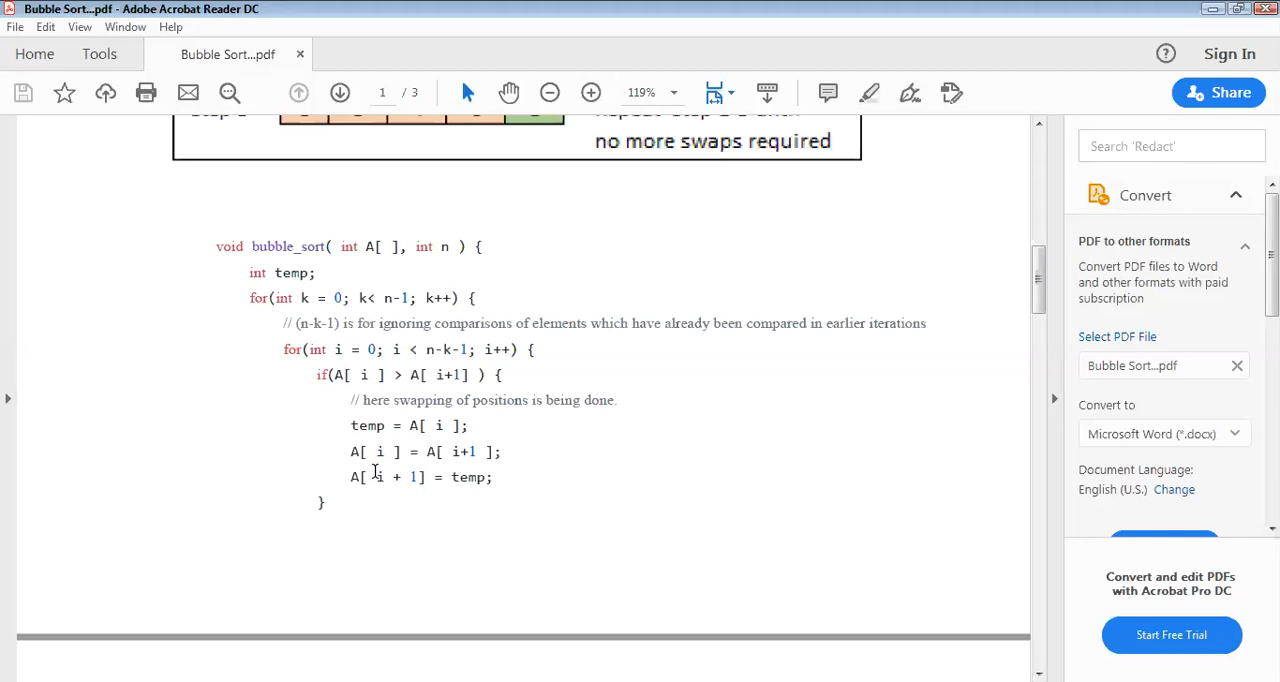 Bubble Sort...pdf - Adobe Acrobat Reader DC
File Edit View Window Help
Home Tools Bubble Sort...pdf × ? Sign In
1 / 3 119% Share
no more swaps required
void bubble_sort( int A[ ], int n ) {
int temp;
for(int k = 0; k< n-1; k++) {
// (n-k-1) is for ignoring comparisons of elements which have already been compared in earlier iterations
for(int i = 0; i < n-k-1; i++) {
if(A[ i ] > A[ i+1] ) {
// here swapping of positions is being done.
temp = A[ i ];
A[ i ] = A[ i+1 ];
A[ i + 1] = temp;
}
Search 'Redact'
Convert
PDF to other formats
Convert PDF files to Word
and other formats with paid
subscription
Select PDF File
Bubble Sort...pdf
Convert to
Microsoft Word (*.docx)
Document Language:
English (U.S.) Change
Convert and edit PDFs
with Acrobat Pro DC
Start Free Trial